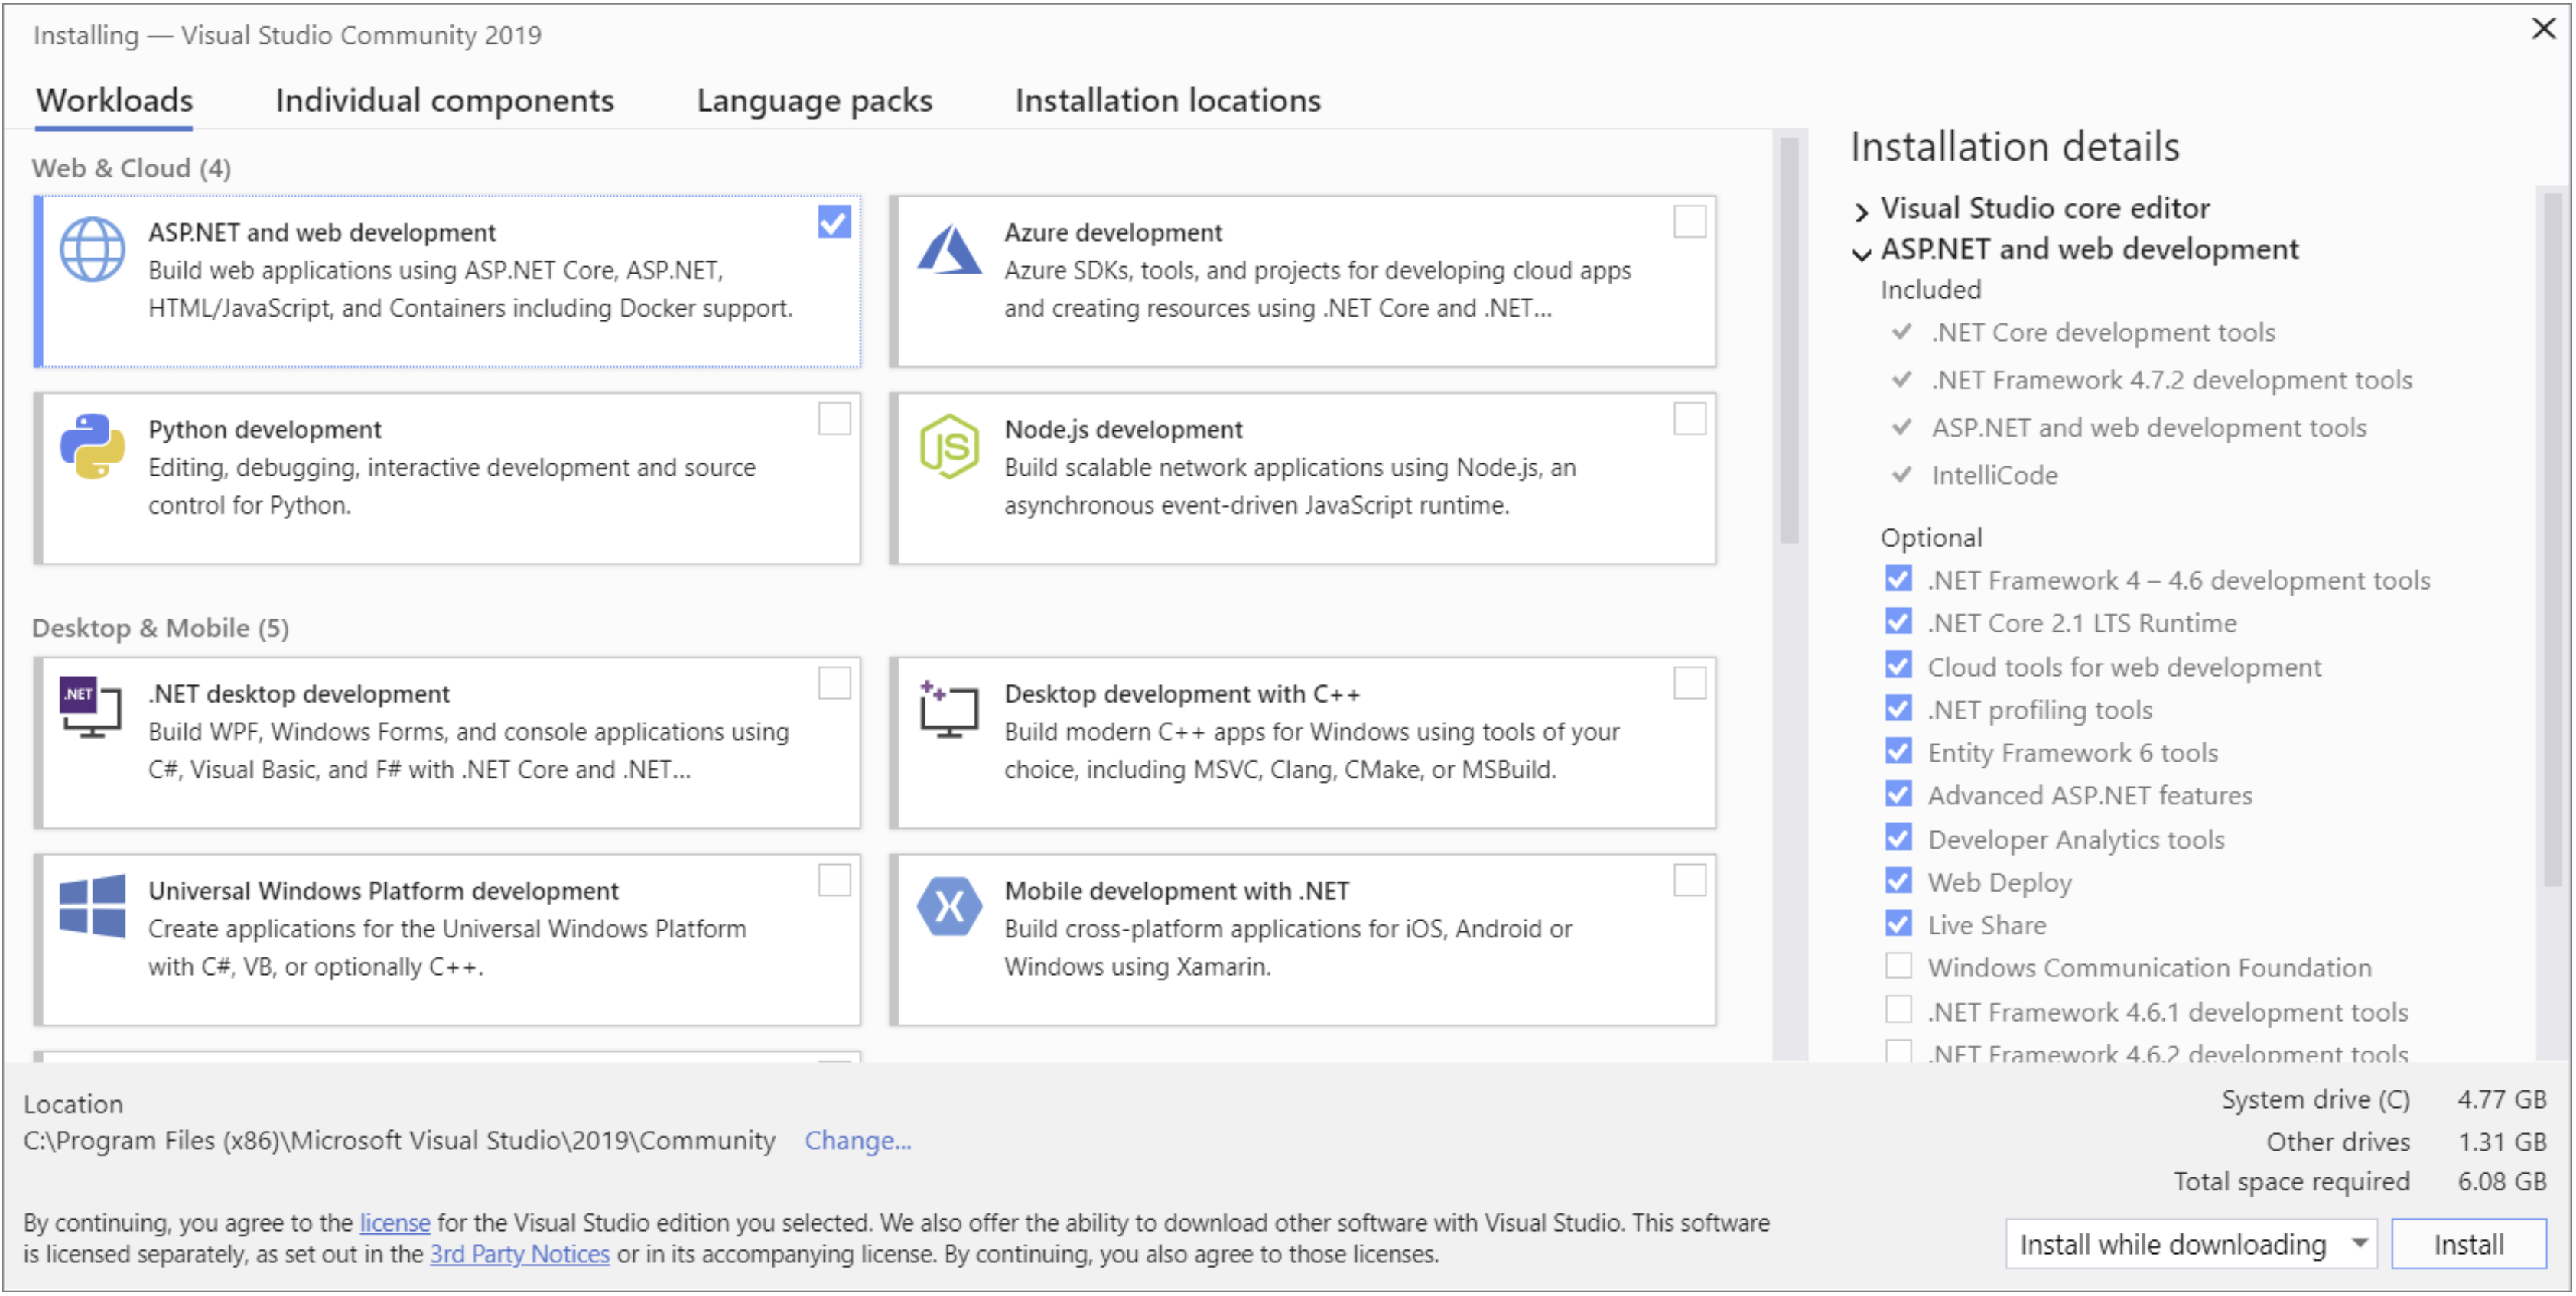 Installing — Visual Studio Community 2019
Workloads
Individual components
Language packs
Installation locations
Web & Cloud (4)
ASP.NET and web development
Build web applications using ASP.NET Core, ASP.NET,
HTML/JavaScript, and Containers including Docker support.
Azure development
Azure SDKs, tools, and projects for developing cloud apps
and creating resources using .NET Core and .NET...
Python development
Editing, debugging, interactive development and source
control for Python.
JS
Node.js development
Build scalable network applications using Node.js, an
asynchronous event-driven JavaScript runtime.
Desktop & Mobile (5)
.NET
.NET desktop development
Build WPF, Windows Forms, and console applications using
C#, Visual Basic, and F# with .NET Core and .NET...
Desktop development with C++
Build modern C++ apps for Windows using tools of your
choice, including MSVC, Clang, CMake, or MSBuild.
Universal Windows Platform development
Create applications for the Universal Windows Platform
with C#, VB, or optionally C++.
Mobile development with .NET
Build cross-platform applications for iOS, Android or
Windows using Xamarin.
Installation details
Visual Studio core editor
ASP.NET and web development
Included
.NET Core development tools
.NET Framework 4.7.2 development tools
ASP.NET and web development tools
IntelliCode
Optional
.NET Framework 4 – 4.6 development tools
.NET Core 2.1 LTS Runtime
Cloud tools for web development
.NET profiling tools
Entity Framework 6 tools
Advanced ASP.NET features
Developer Analytics tools
Web Deploy
Live Share
Windows Communication Foundation
.NET Framework 4.6.1 development tools
.NET Framework 4.6.2 development tools
Location
C:\Program Files (x86)\Microsoft Visual Studio\2019\Community Change...
System drive (C) 4.77 GB
Other drives 1.31 GB
Total space required 6.08 GB
By continuing, you agree to the license for the Visual Studio edition you selected. We also offer the ability to download other software with Visual Studio. This software
is licensed separately, as set out in the 3rd Party Notices or in its accompanying license. By continuing, you also agree to those licenses.
Install while downloading
Install